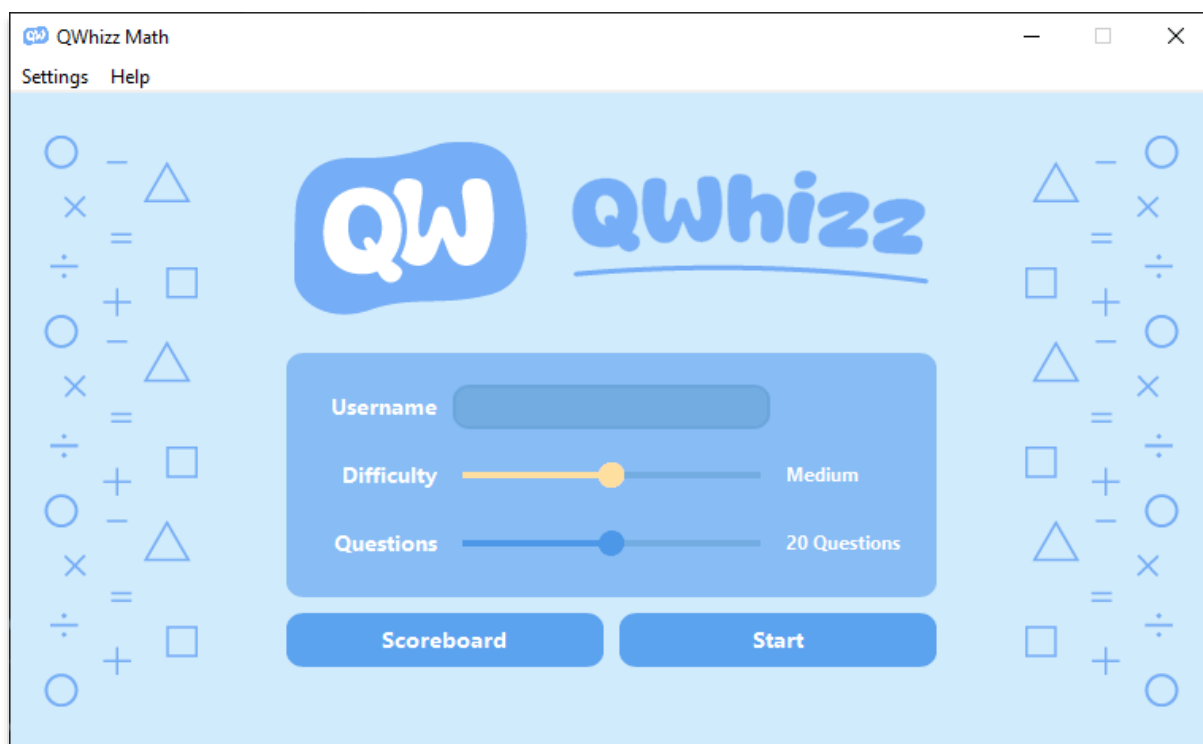 QWhizz Math
Settings Help
QW QWhizz
Username
Difficulty Medium
Questions 20 Questions
Scoreboard Start